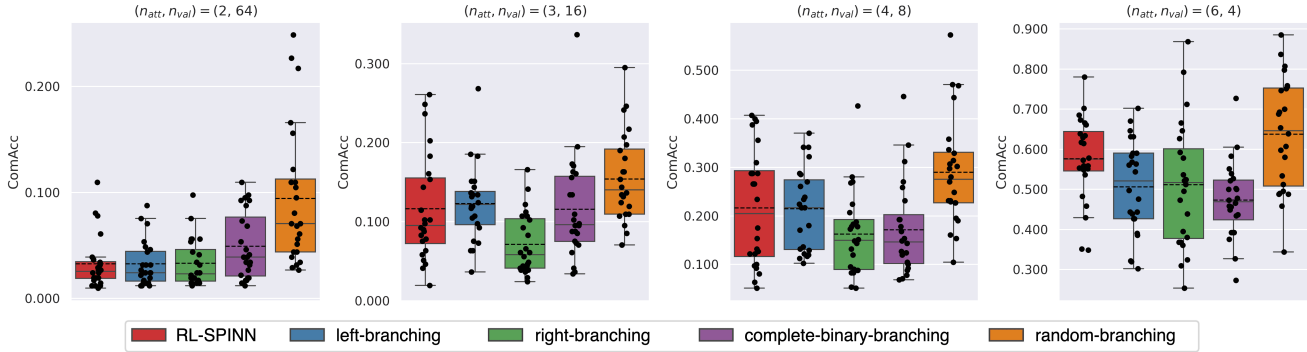 (n_att, n_val) = (2, 64)
(n_att, n_val) = (3, 16)
(n_att, n_val) = (4, 8)
(n_att, n_val) = (6, 4)
ComAcc
0.200
0.100
0.000
ComAcc
0.300
0.200
0.100
0.000
ComAcc
0.500
0.400
0.300
0.200
0.100
ComAcc
0.900
0.800
0.700
0.600
0.500
0.400
0.300
RL-SPINN left-branching right-branching complete-binary-branching random-branching